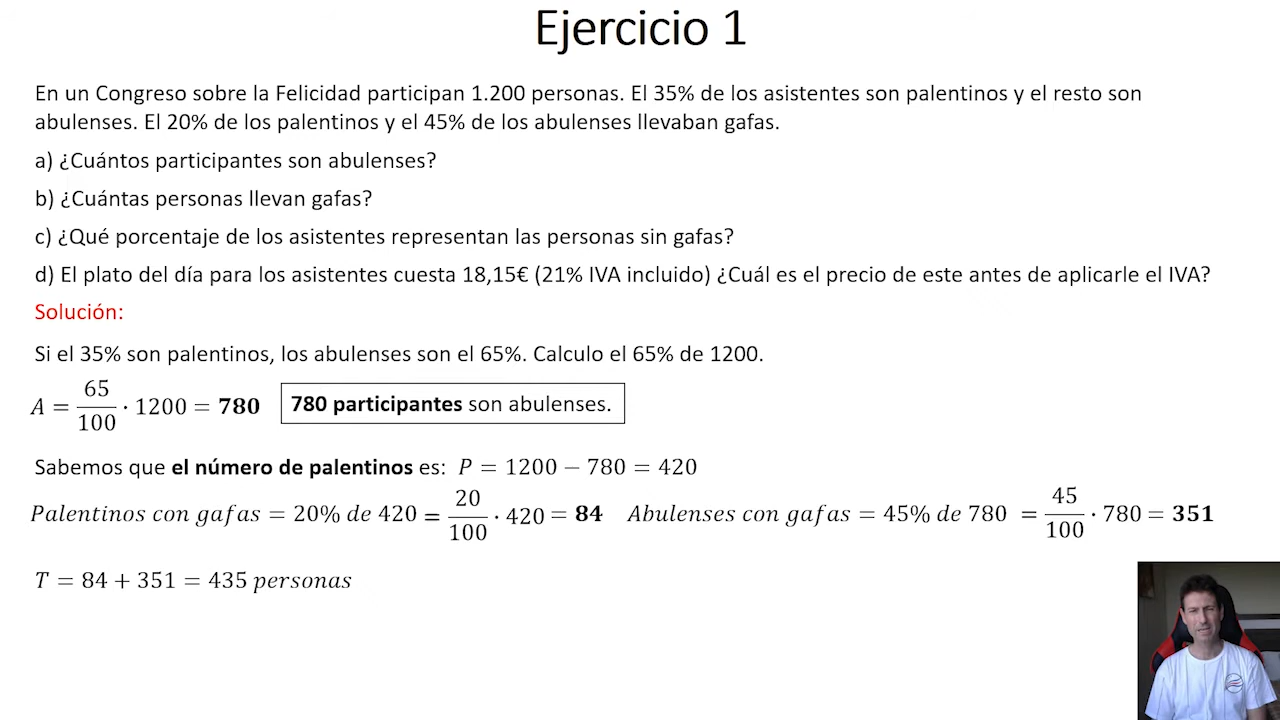 Ejercicio 1
En un Congreso sobre la Felicidad participan 1.200 personas. El 35% de los asistentes son palentinos y el resto son
abulenses. El 20% de los palentinos y el 45% de los abulenses llevaban gafas.
a) ¿Cuántos participantes son abulenses?
b) ¿Cuántas personas llevan gafas?
c) ¿Qué porcentaje de los asistentes representan las personas sin gafas?
d) El plato del día para los asistentes cuesta 18,15€ (21% IVA incluido) ¿Cuál es el precio de este antes de aplicarle el IVA?
Solución:
Si el 35% son palentinos, los abulenses son el 65%. Calculo el 65% de 1200.
A = 65/100 · 1200 = 780 780 participantes son abulenses.
Sabemos que el número de palentinos es: P = 1200 − 780 = 420
Palentinos con gafas = 20% de 420 = 20/100 · 420 = 84 Abulenses con gafas = 45% de 780 = 45/100 · 780 = 351
T = 84 + 351 = 435 personas